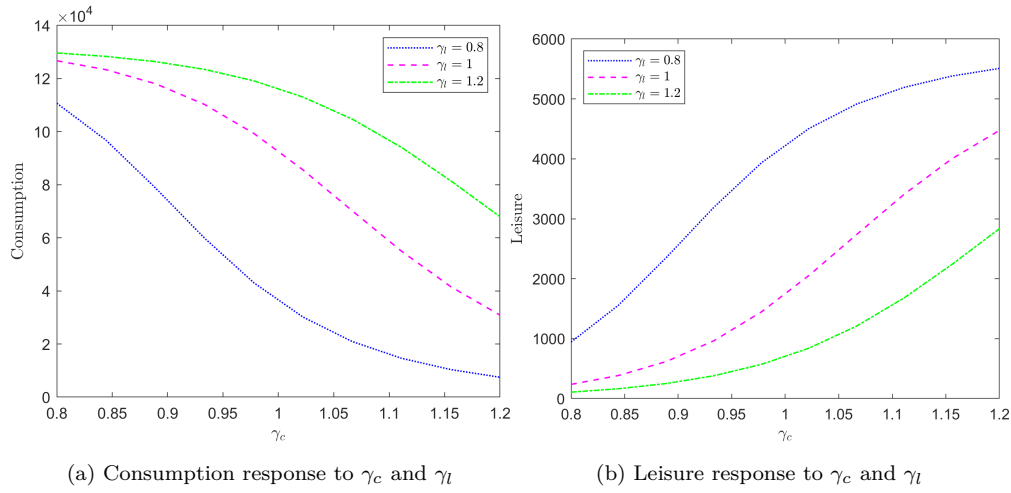 ×10⁴
14
12
10
8
6
4
2
0
Consumption
0.8 0.85 0.9 0.95 1 1.05 1.1 1.15 1.2
γc
γl = 0.8
γl = 1
γl = 1.2
(a) Consumption response to γc and γl
6000
5000
4000
3000
2000
1000
0
Leisure
0.8 0.85 0.9 0.95 1 1.05 1.1 1.15 1.2
γc
γl = 0.8
γl = 1
γl = 1.2
(b) Leisure response to γc and γl